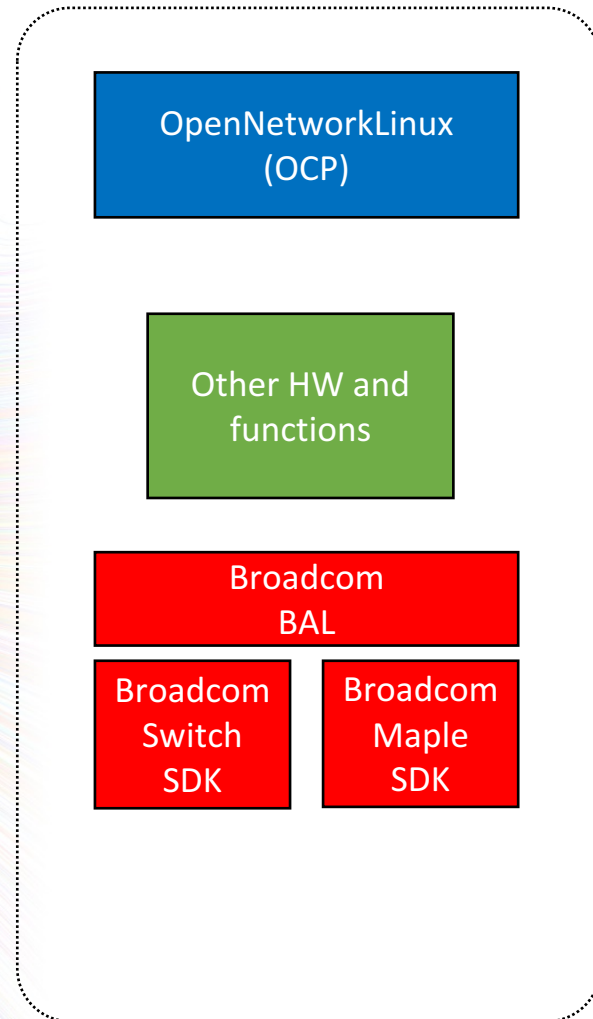 OpenNetworkLinux
(OCP)
Other HW and
functions
Broadcom
BAL
Broadcom
Switch
SDK
Broadcom
Maple
SDK